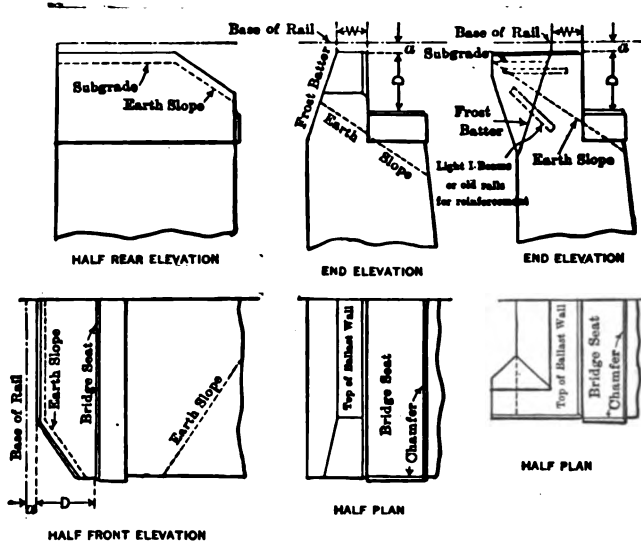 Subgrade
Earth Slope
HALF REAR ELEVATION
Base of Rail
W
a
D
Frost Batter
Earth
Slope
END ELEVATION
Base of Rail
W
a
Subgrade
D
Frost
Batter
Earth Slope
Light I-Beams
or old rails
for reinforcement
END ELEVATION
Base of Rail
Earth Slope
Bridge Seat
Earth Slope
a
D
HALF FRONT ELEVATION
Top of Ballast Wall
Bridge Seat
Chamfer
HALF PLAN
Top of Ballast Wall
Bridge Seat
Chamfer
HALF PLAN